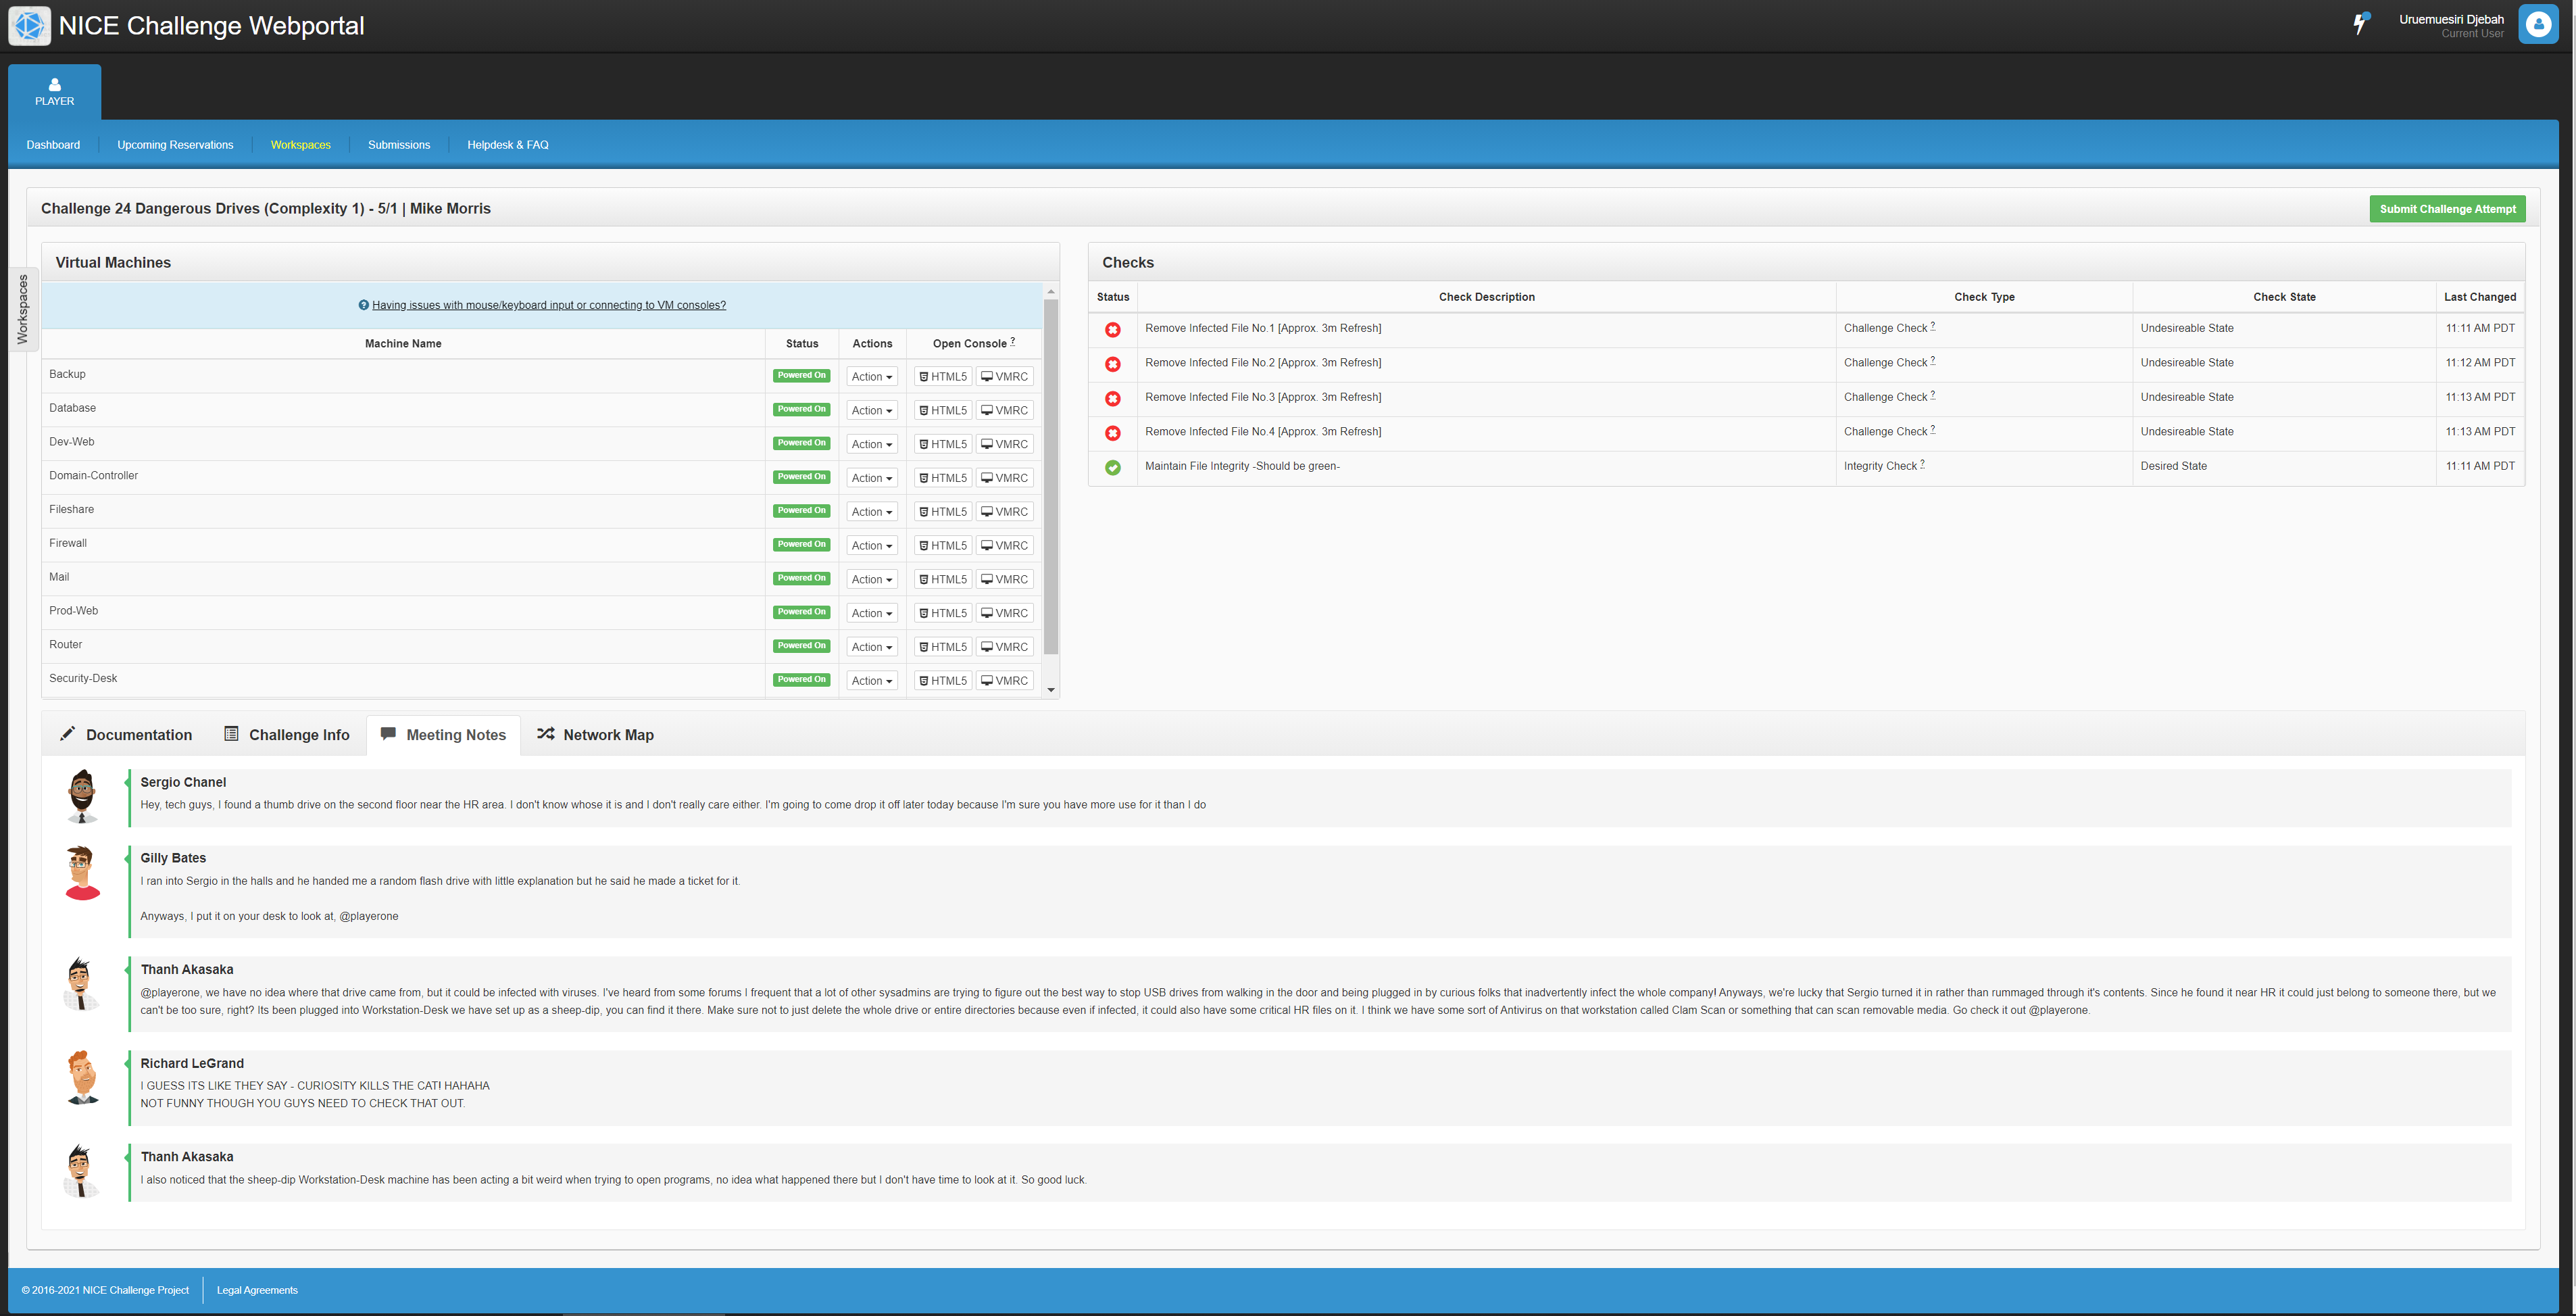 NICE Challenge Webportal
Uruemuesiri Djebah
Current User
PLAYER
Dashboard
Upcoming Reservations
Workspaces
Submissions
Helpdesk & FAQ
Challenge 24 Dangerous Drives (Complexity 1) - 5/1 | Mike Morris
Submit Challenge Attempt
Workspaces
Virtual Machines
Having issues with mouse/keyboard input or connecting to VM consoles?
Machine Name Status Actions Open Console ?
Backup Powered On Action HTML5 VMRC
Database Powered On Action HTML5 VMRC
Dev-Web Powered On Action HTML5 VMRC
Domain-Controller Powered On Action HTML5 VMRC
Fileshare Powered On Action HTML5 VMRC
Firewall Powered On Action HTML5 VMRC
Mail Powered On Action HTML5 VMRC
Prod-Web Powered On Action HTML5 VMRC
Router Powered On Action HTML5 VMRC
Security-Desk Powered On Action HTML5 VMRC
Checks
Status Check Description Check Type Check State Last Changed
Remove Infected File No.1 [Approx. 3m Refresh] Challenge Check ? Undesireable State 11:11 AM PDT
Remove Infected File No.2 [Approx. 3m Refresh] Challenge Check ? Undesireable State 11:12 AM PDT
Remove Infected File No.3 [Approx. 3m Refresh] Challenge Check ? Undesireable State 11:13 AM PDT
Remove Infected File No.4 [Approx. 3m Refresh] Challenge Check ? Undesireable State 11:13 AM PDT
Maintain File Integrity -Should be green- Integrity Check ? Desired State 11:11 AM PDT
Documentation
Challenge Info
Meeting Notes
Network Map
Sergio Chanel
Hey, tech guys, I found a thumb drive on the second floor near the HR area. I don't know whose it is and I don't really care either. I'm going to come drop it off later today because I'm sure you have more use for it than I do
Gilly Bates
I ran into Sergio in the halls and he handed me a random flash drive with little explanation but he said he made a ticket for it.
Anyways, I put it on your desk to look at, @playerone
Thanh Akasaka
@playerone, we have no idea where that drive came from, but it could be infected with viruses. I've heard from some forums I frequent that a lot of other sysadmins are trying to figure out the best way to stop USB drives from walking in the door and being plugged in by curious folks that inadvertently infect the whole company! Anyways, we're lucky that Sergio turned it in rather than rummaged through it's contents. Since he found it near HR it could just belong to someone there, but we
can't be too sure, right? Its been plugged into Workstation-Desk we have set up as a sheep-dip, you can find it there. Make sure not to just delete the whole drive or entire directories because even if infected, it could also have some critical HR files on it. I think we have some sort of Antivirus on that workstation called Clam Scan or something that can scan removable media. Go check it out @playerone.
Richard LeGrand
I GUESS ITS LIKE THEY SAY - CURIOSITY KILLS THE CAT! HAHAHA
NOT FUNNY THOUGH YOU GUYS NEED TO CHECK THAT OUT.
Thanh Akasaka
I also noticed that the sheep-dip Workstation-Desk machine has been acting a bit weird when trying to open programs, no idea what happened there but I don't have time to look at it. So good luck.
© 2016-2021 NICE Challenge Project
Legal Agreements